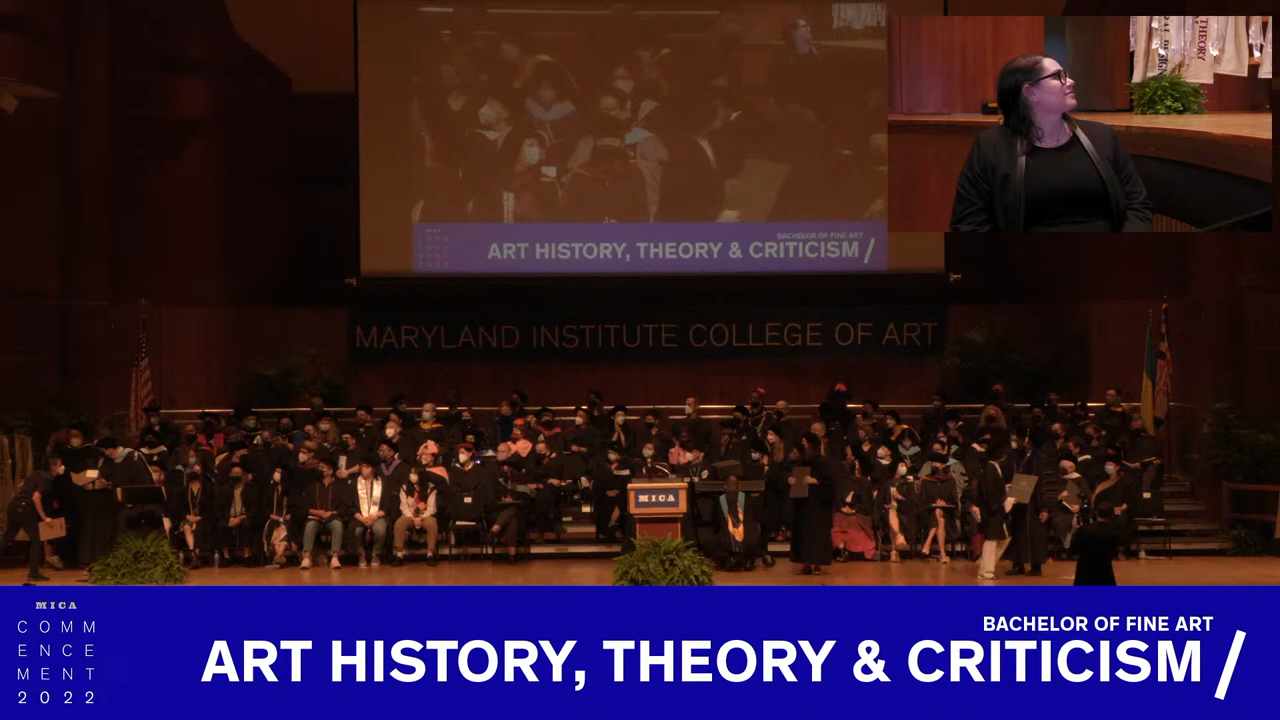 THEORY
BACHELOR OF FINE ART
ART HISTORY, THEORY & CRITICISM/
MARYLAND INSTITUTE COLLEGE OF ART
MICA
MICA
COMM
ENCE
MENT
2022
BACHELOR OF FINE ART
ART HISTORY, THEORY & CRITICISM/